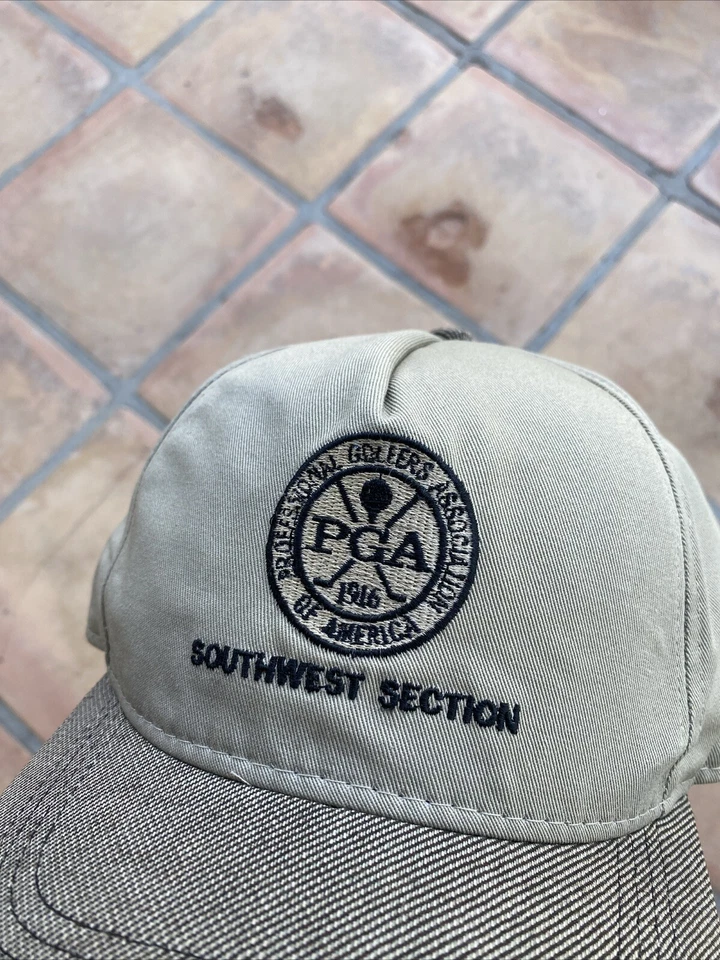 PROFESSIONAL GOLFERS ASSOCIATION
PGA
1916
OF AMERICA
SOUTHWEST SECTION